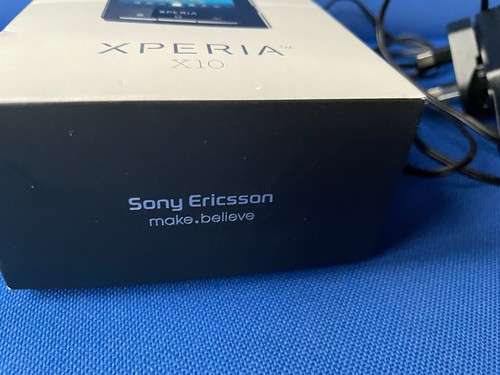 XPERIA™
X10
Sony Ericsson
make.believe